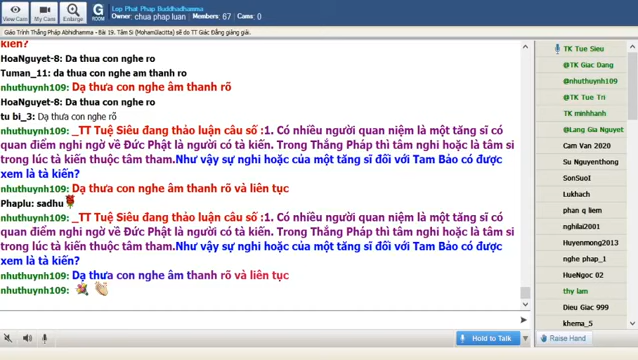 View Cam
My Cam
Enlarge
G
ROOM
Lop Phat Phap Buddhadhamma
Owner: chua phap luan  Members: 67  Cams: 0
Giáo Trình Thắng Pháp Abhidhamma - Bài 19. Tâm Si (Mohamūlacitta) sẽ do TT Giác Đẳng giảng giải.
kiến?
HoaNguyet-8: Da thua con nghe ro
Tuman_11: da thua con nghe am thanh ro
nhuthuynh109: Dạ thưa con nghe âm thanh rõ
HoaNguyet-8: Da thua con nghe ro
tu bi_3: Dạ thưa con nghe rõ
nhuthuynh109: _TT Tuệ Siêu đang thảo luận câu số :1. Có nhiều người quan niệm là một tăng sĩ có
quan điểm nghi ngờ về Đức Phật là người có tà kiến. Trong Thắng Pháp thì tâm nghi hoặc là tâm si
trong lúc tà kiến thuộc tâm tham.Như vậy sự nghi hoặc của một tăng sĩ đối với Tam Bảo có được
xem là tà kiến?
nhuthuynh109: Dạ thưa con nghe âm thanh rõ và liên tục
Phaplu: sadhu
nhuthuynh109: _TT Tuệ Siêu đang thảo luận câu số :1. Có nhiều người quan niệm là một tăng sĩ có
quan điểm nghi ngờ về Đức Phật là người có tà kiến. Trong Thắng Pháp thì tâm nghi hoặc là tâm si
trong lúc tà kiến thuộc tâm tham.Như vậy sự nghi hoặc của một tăng sĩ đối với Tam Bảo có được
xem là tà kiến?
nhuthuynh109: Dạ thưa con nghe âm thanh rõ và liên tục
nhuthuynh109:
Hold to Talk
TK Tue Sieu
@TK Giac Dang
@nhuthuynh109
@TK Tue Tri
TK minhhanh
@Lang Gia Nguyet
Cam Van 2020
Su Nguyenthong
SonSuoI
Lukhach
phan q liem
nghilai2001
Huyenmong2013
nghe phap_1
HueNgoc 02
thy lam
Dieu Giac 999
khema_5
Raise Hand